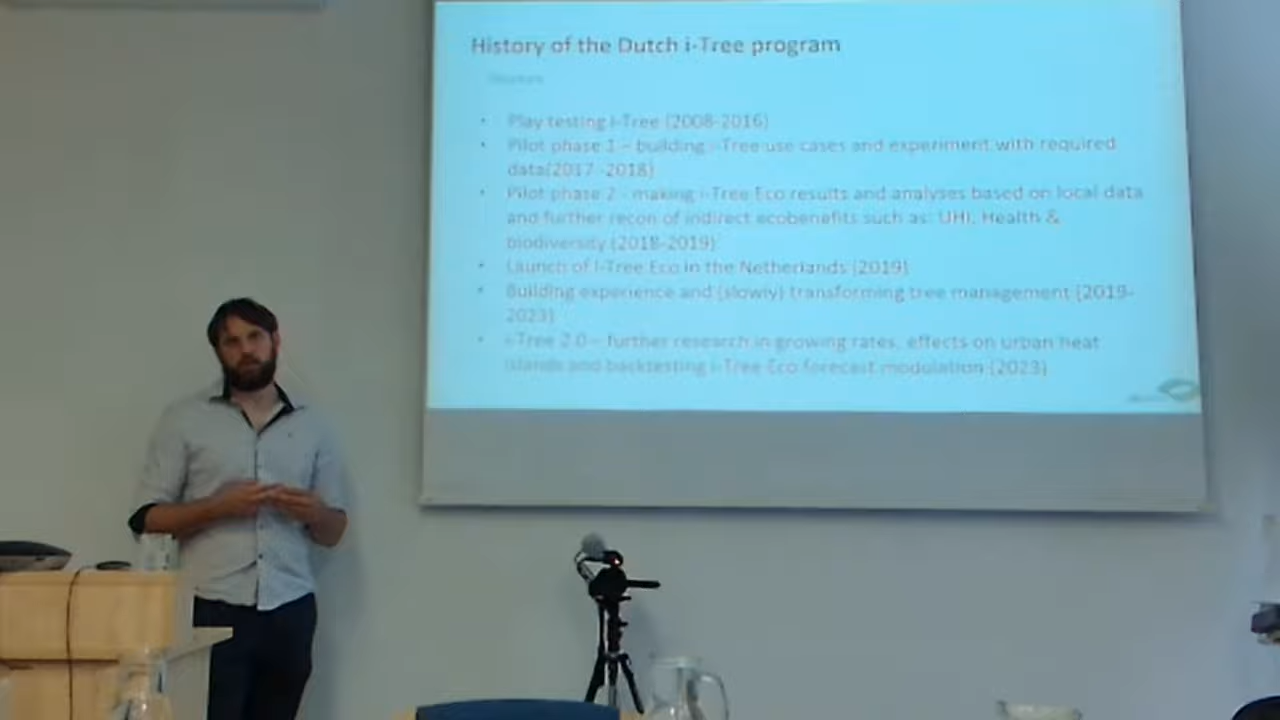 History of the Dutch i-Tree program
• Play testing i-Tree (2008-2016)
• Pilot phase 1 – building i-Tree use cases and experiment with required
data(2017- 2018)
• Pilot phase 2 - making i-Tree Eco results and analyses based on local data
and further recon of indirect ecobenefits such as: UHI, Health &
biodiversity (2018-2019)
• Launch of i-Tree Eco in the Netherlands (2019)
• Building experience and (slowly) transforming tree management (2019-
2023)
• i-Tree 2.0 – further research in growing rates, effects on urban heat
islands and backtesting i-Tree Eco forecast modulation (2023)